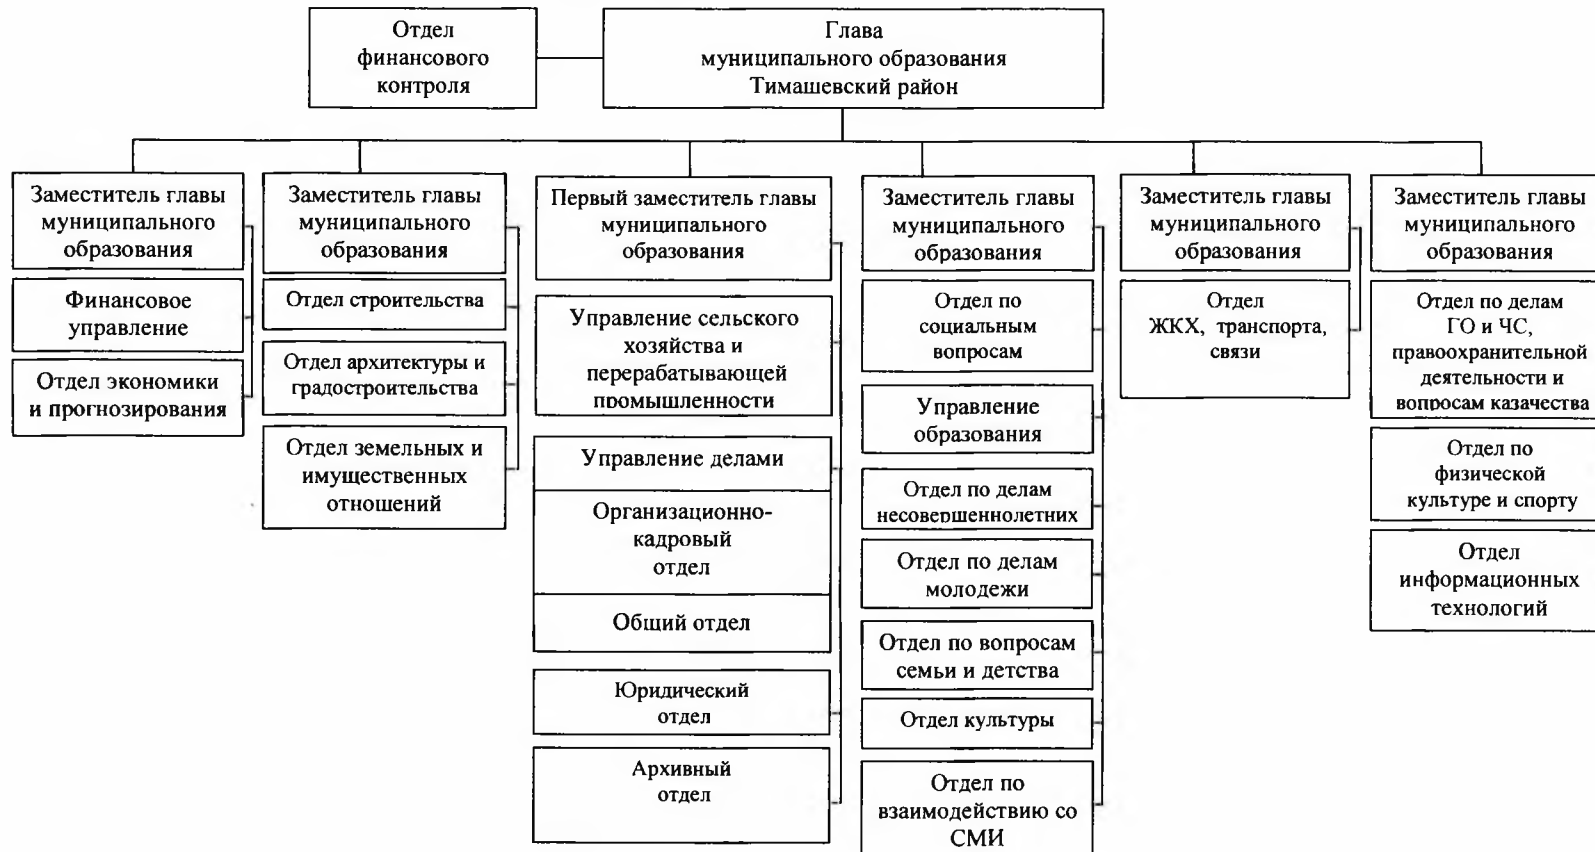 Отдел
финансового
контроля
Глава
муниципального образования
Тимашевский район
Заместитель главы
муниципального
образования
Финансовое
управление
Отдел экономики
и прогнозирования
Заместитель главы
муниципального
образования
Отдел строительства
Отдел архитектуры и
градостроительства
Отдел земельных и
имущественных
отношений
Первый заместитель главы
муниципального
образования
Управление сельского
хозяйства и
перерабатывающей
промышленности
Управление делами
Организационно-
кадровый
отдел
Общий отдел
Юридический
отдел
Архивный
отдел
Заместитель главы
муниципального
образования
Отдел по
социальным
вопросам
Управление
образования
Отдел по делам
несовершеннолетних
Отдел по делам
молодежи
Отдел по вопросам
семьи и детства
Отдел культуры
Отдел по
взаимодействию со
СМИ
Заместитель главы
муниципального
образования
Отдел
ЖКХ, транспорта,
связи
Заместитель главы
муниципального
образования
Отдел по делам
ГО и ЧС,
правоохранительной
деятельности и
вопросам казачества
Отдел по
физической
культуре и спорту
Отдел
информационных
технологий